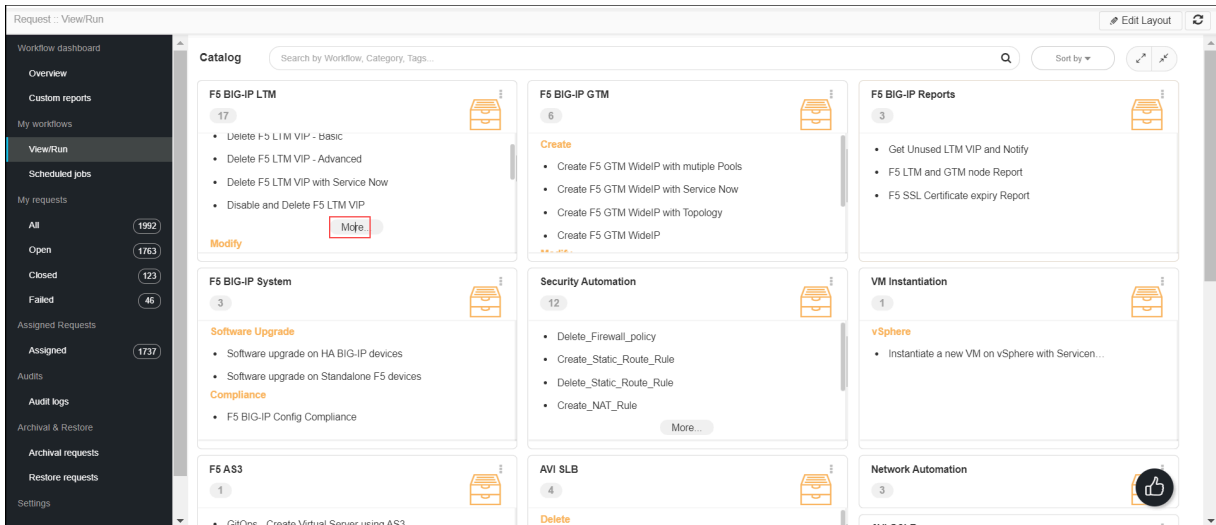 Request :: View/Run
Edit Layout
Workflow dashboard
Overview
Custom reports
My workflows
View/Run
Scheduled jobs
My requests
All 1992
Open 1763
Closed 123
Failed 46
Assigned Requests
Assigned 1737
Audits
Audit logs
Archival & Restore
Archival requests
Restore requests
Settings
Catalog
Search by Workflow, Category, Tags...
Sort by
F5 BIG-IP LTM
17
Delete F5 LTM VIP - Basic
Delete F5 LTM VIP - Advanced
Delete F5 LTM VIP with Service Now
Disable and Delete F5 LTM VIP
More...
Modify
F5 BIG-IP GTM
6
Create
Create F5 GTM WideIP with mutiple Pools
Create F5 GTM WideIP with Service Now
Create F5 GTM WideIP with Topology
Create F5 GTM WideIP
F5 BIG-IP Reports
3
Get Unused LTM VIP and Notify
F5 LTM and GTM node Report
F5 SSL Certificate expiry Report
F5 BIG-IP System
3
Software Upgrade
Software upgrade on HA BIG-IP devices
Software upgrade on Standalone F5 devices
Compliance
F5 BIG-IP Config Compliance
Security Automation
12
Delete_Firewall_policy
Create_Static_Route_Rule
Delete_Static_Route_Rule
Create_NAT_Rule
More...
VM Instantiation
1
vSphere
Instantiate a new VM on vSphere with Servicen...
F5 AS3
1
GitOps - Create Virtual Server using AS3
AVI SLB
4
Delete
Network Automation
3